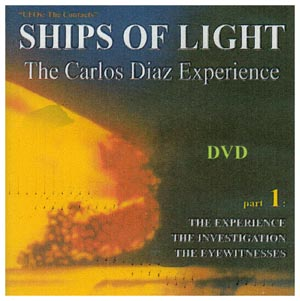 "UFOs: The Contacts"
SHIPS OF LIGHT
The Carlos Diaz Experience
DVD
part 1:
THE EXPERIENCE
THE INVESTIGATION
THE EYEWITNESSES